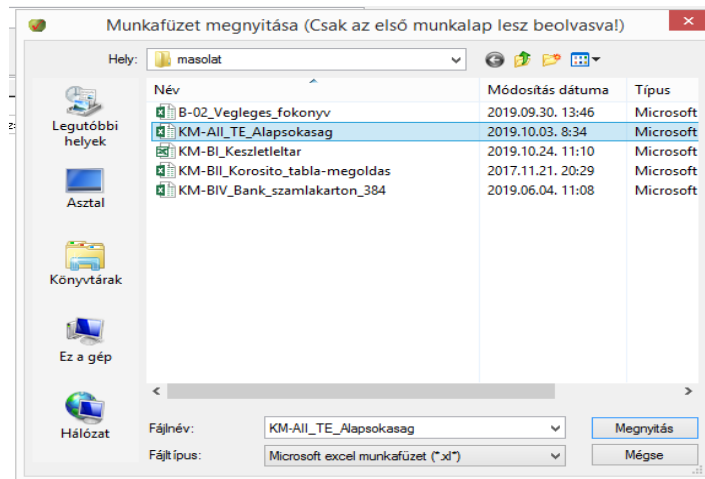 Munkafüzet megnyitása (Csak az első munkalap lesz beolvasva!)
Hely: masolat
Név Módosítás dátuma Típus
B-02_Vegleges_fokonyv 2019.09.30. 13:46 Microsoft
KM-AII_TE_Alapsokasag 2019.10.03. 8:34 Microsoft
KM-BI_Keszletleltar 2019.10.24. 11:10 Microsoft
KM-BII_Korosito_tabla-megoldas 2017.11.21. 20:29 Microsoft
KM-BIV_Bank_szamlakarton_384 2019.06.04. 11:08 Microsoft
Legutóbbi
helyek
Asztal
Könyvtárak
Ez a gép
Hálózat
Fájlnév: KM-AII_TE_Alapsokasag Megnyitás
Fájltípus: Microsoft excel munkafüzet (*.xl*) Mégse